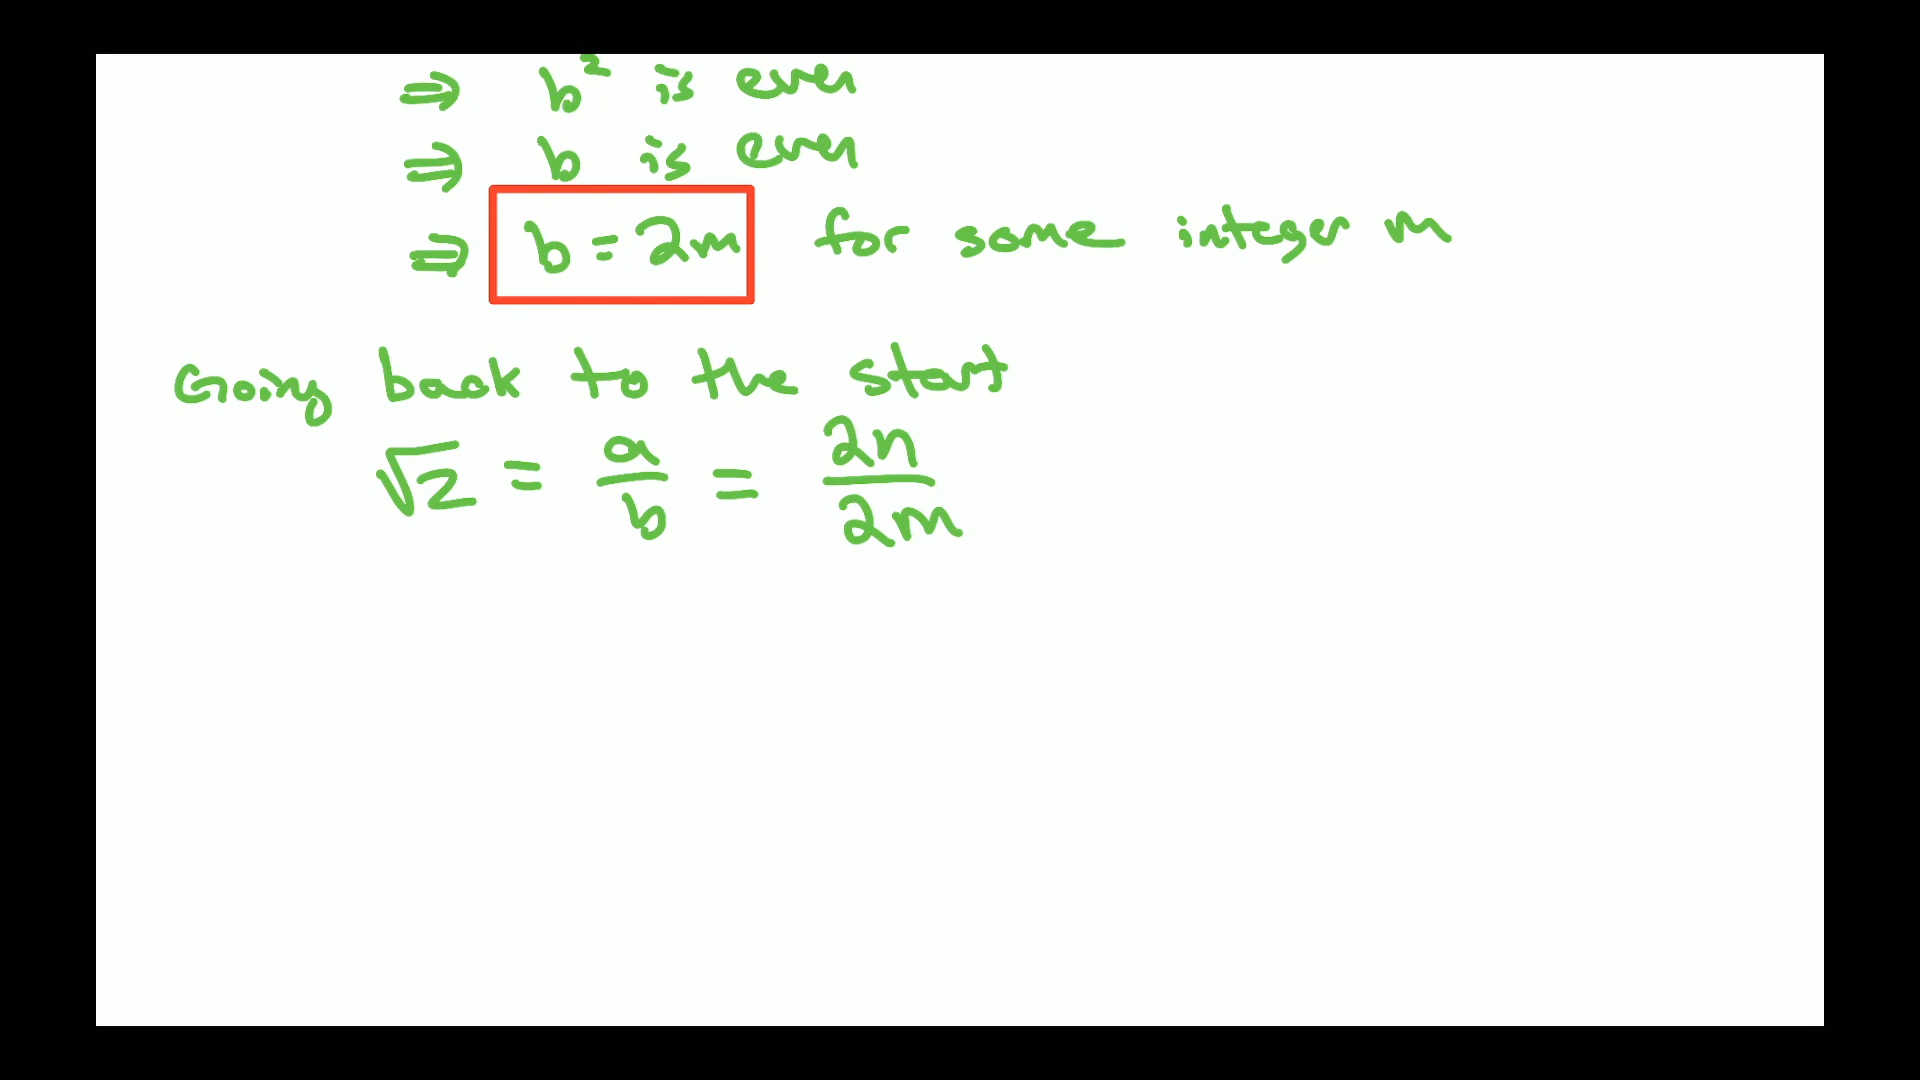 ⇒ b² is even
⇒ b is even
⇒ b = 2m for some integer m
Going back to the start
√2 = a/b = 2n/2m